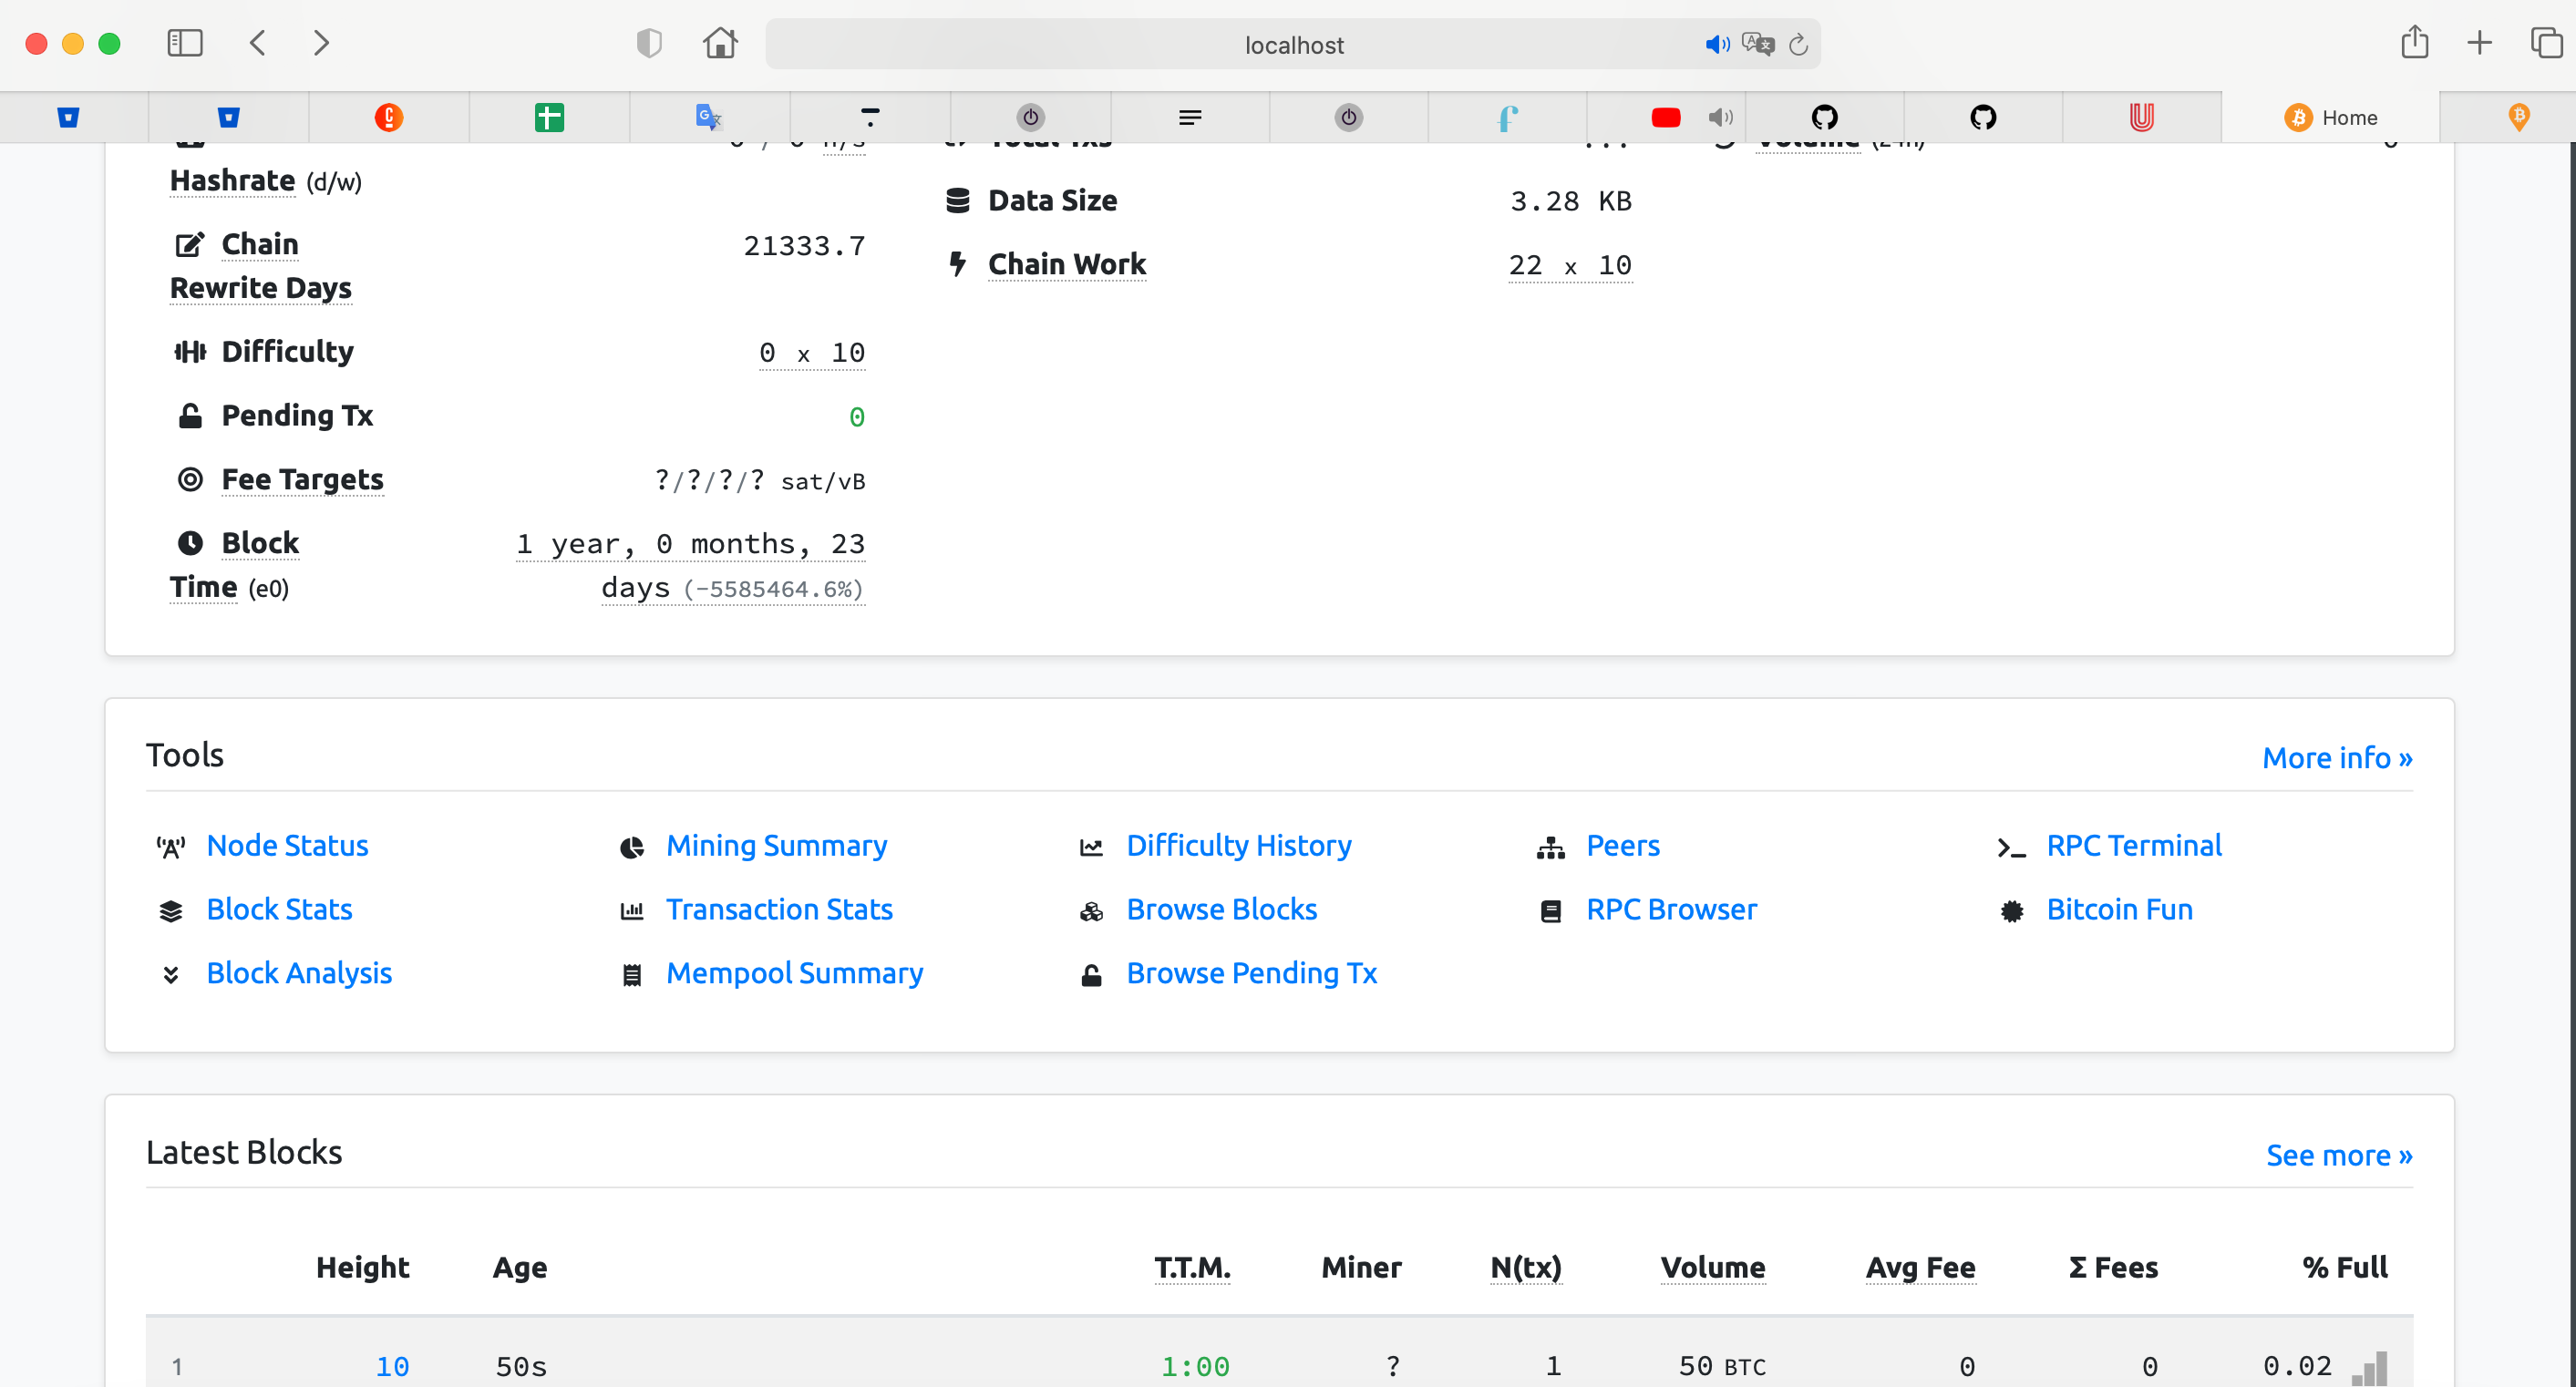 localhost
Home
Hashrate (d/w)
Data Size 3.28 KB
Chain Rewrite Days 21333.7
Chain Work 22 x 10
Difficulty 0 x 10
Pending Tx 0
Fee Targets ?/?/?/? sat/vB
Block Time (e0) 1 year, 0 months, 23
days (-5585464.6%)
Tools More info »
Node Status Mining Summary Difficulty History Peers RPC Terminal
Block Stats Transaction Stats Browse Blocks RPC Browser Bitcoin Fun
Block Analysis Mempool Summary Browse Pending Tx
Latest Blocks See more »
Height Age T.T.M. Miner N(tx) Volume Avg Fee Σ Fees % Full
1 10 50s 1:00 ? 1 50 BTC 0 0 0.02